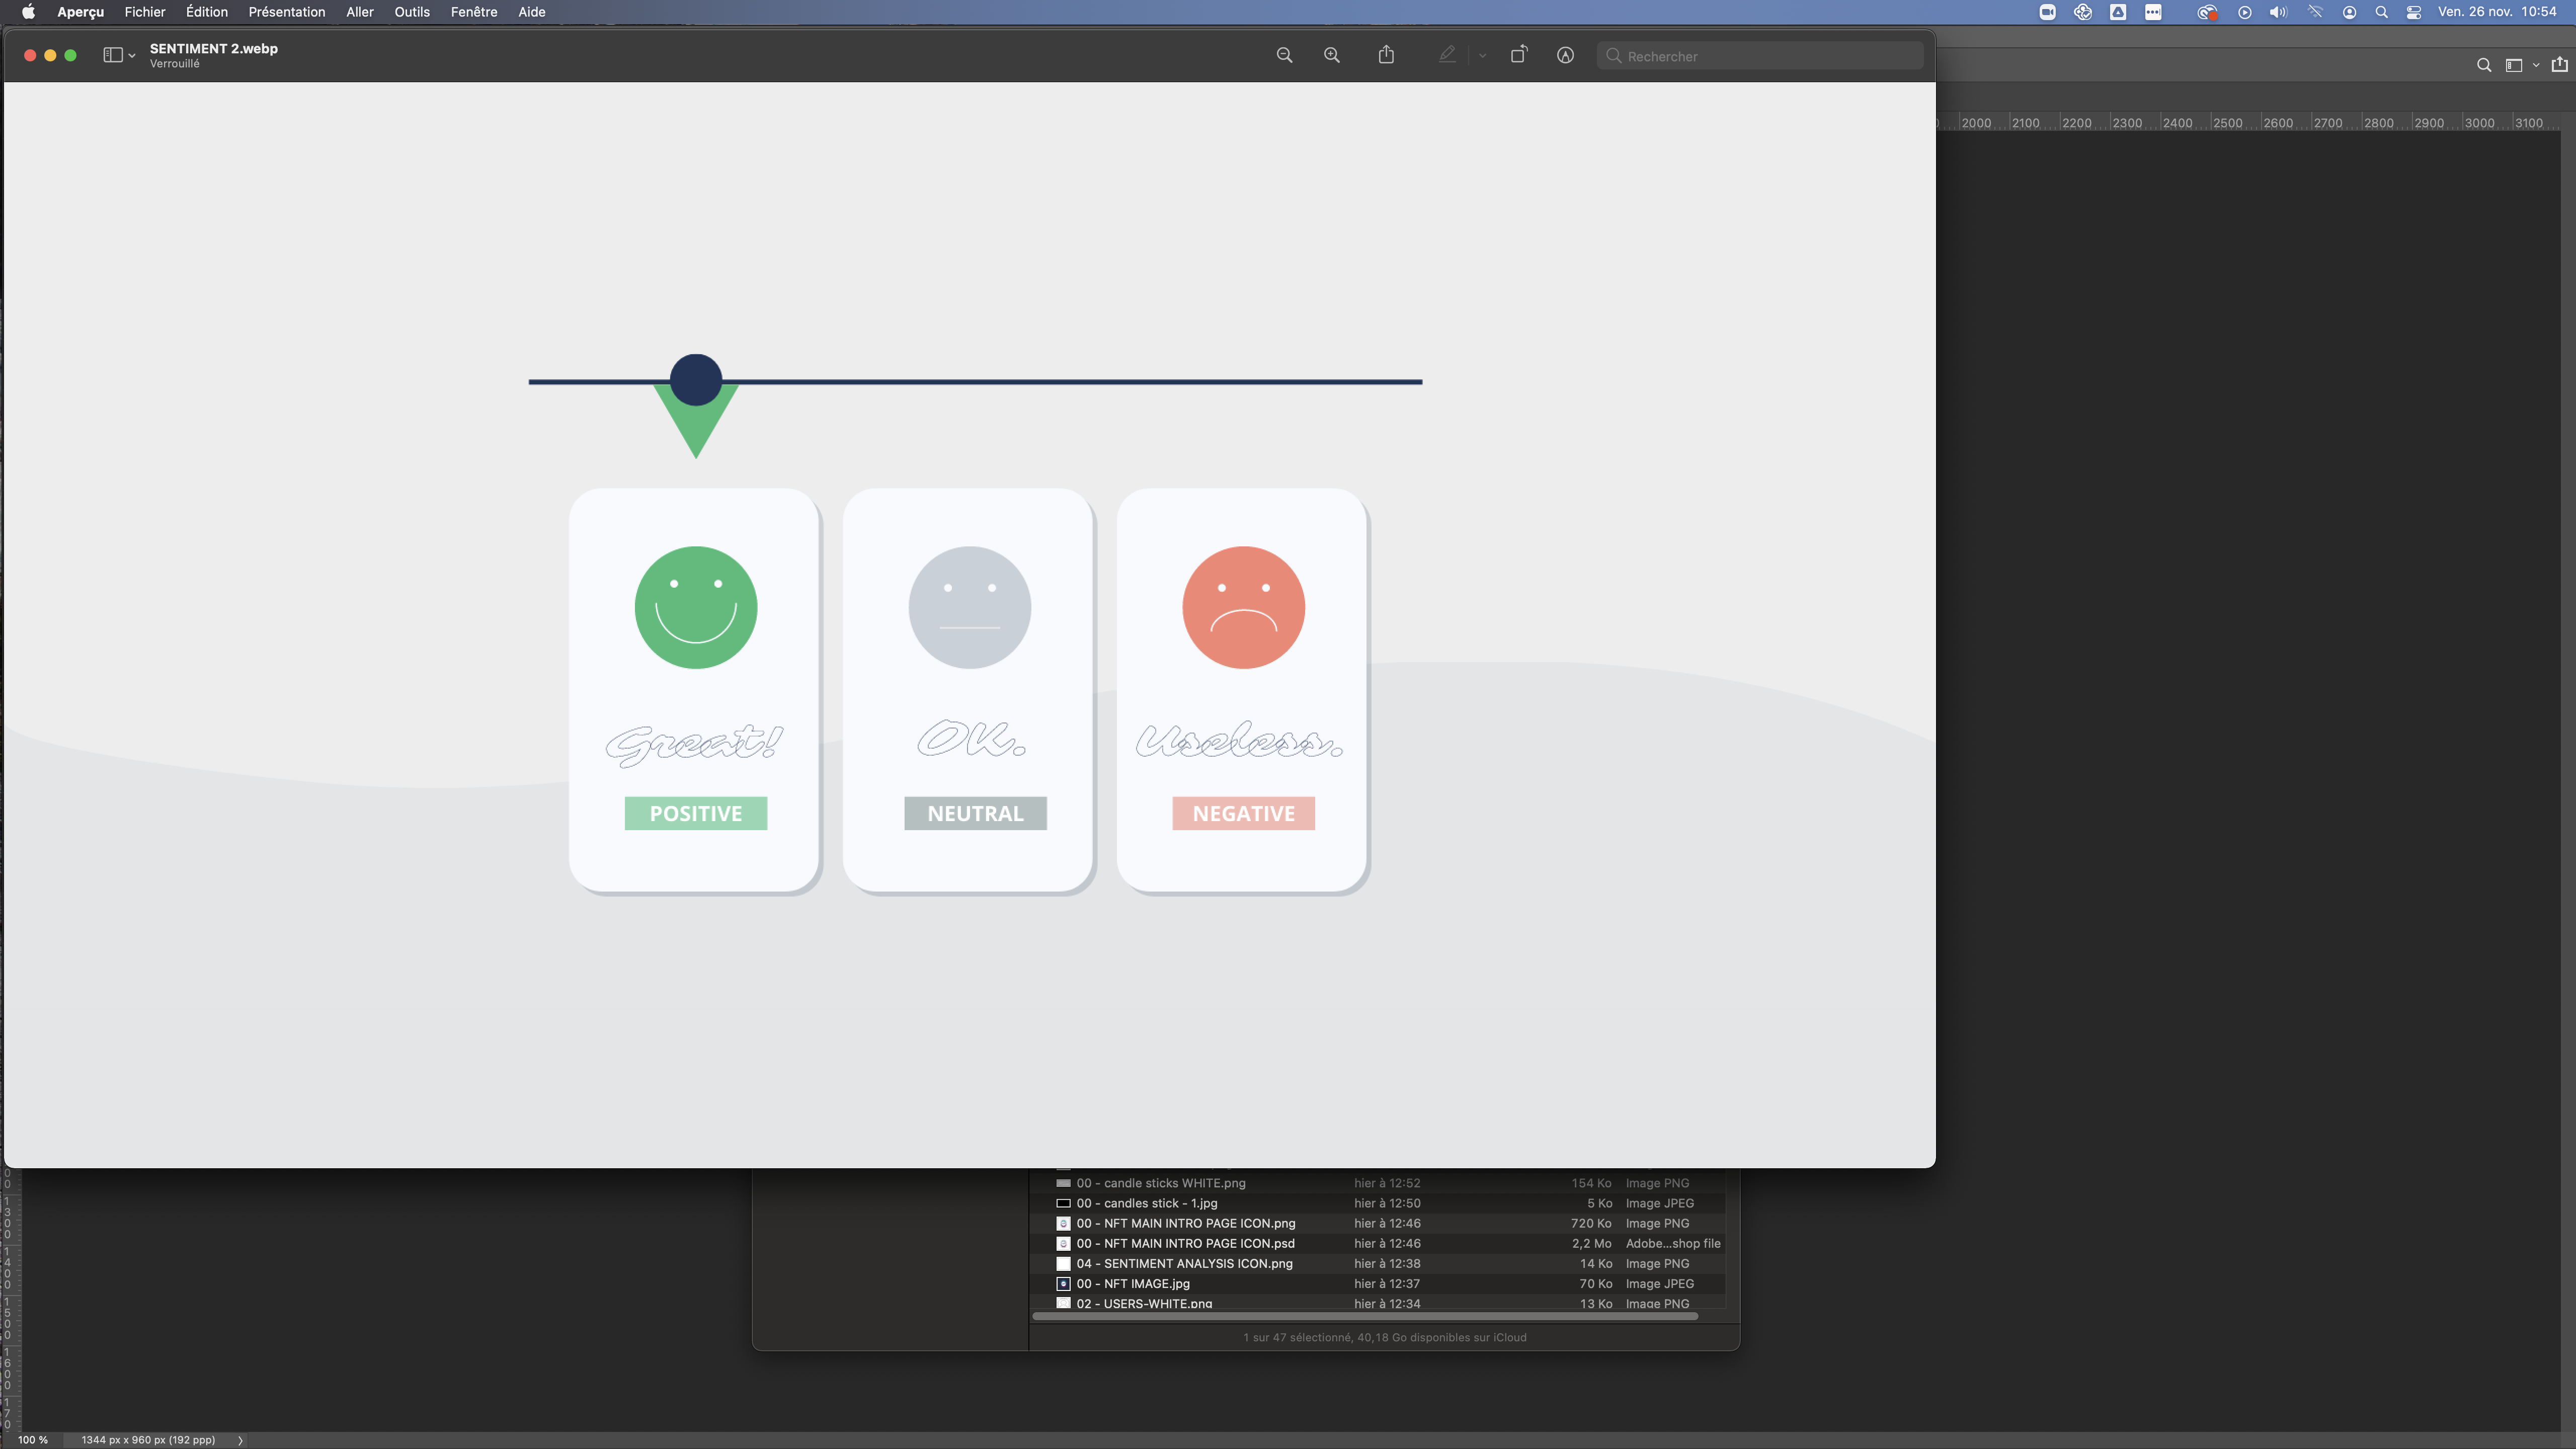 Aperçu Fichier Édition Présentation Aller Outils Fenêtre Aide Ven. 26 nov. 10:54
SENTIMENT 2.webp
Verrouillé
Rechercher
2000 2100 2200 2300 2400 2500 2600 2700 2800 2900 3000 3100
Great! OK. Useless.
POSITIVE NEUTRAL NEGATIVE
00 - candle sticks WHITE.png hier à 12:52 154 Ko Image PNG
00 - candles stick - 1.jpg hier à 12:50 5 Ko Image JPEG
00 - NFT MAIN INTRO PAGE ICON.png hier à 12:46 720 Ko Image PNG
00 - NFT MAIN INTRO PAGE ICON.psd hier à 12:46 2,2 Mo Adobe...shop file
04 - SENTIMENT ANALYSIS ICON.png hier à 12:38 14 Ko Image PNG
00 - NFT IMAGE.jpg hier à 12:37 70 Ko Image JPEG
02 - USERS-WHITE.png hier à 12:34 13 Ko Image PNG
1 sur 47 sélectionné, 40,18 Go disponibles sur iCloud
100 % 1344 px x 960 px (192 ppp)